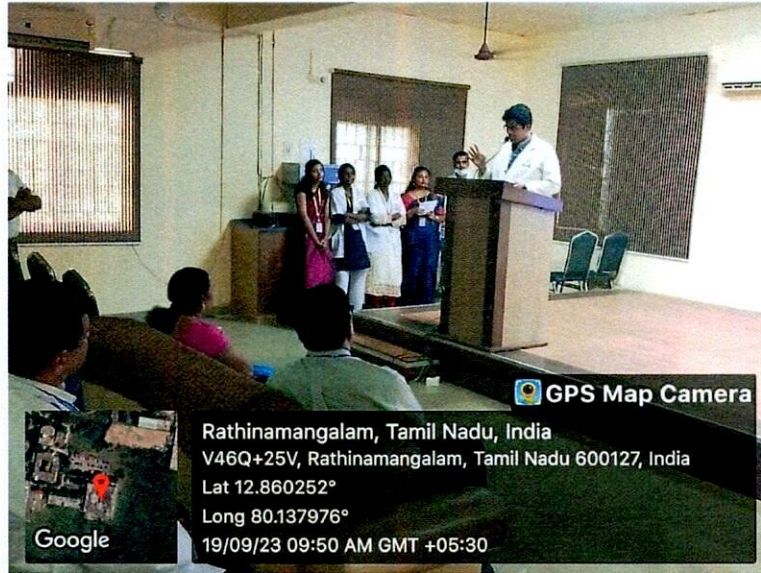 GPS Map Camera
Rathinamangalam, Tamil Nadu, India
V46Q+25V, Rathinamangalam, Tamil Nadu 600127, India
Lat 12.860252°
Long 80.137976°
19/09/23 09:50 AM GMT +05:30
Google